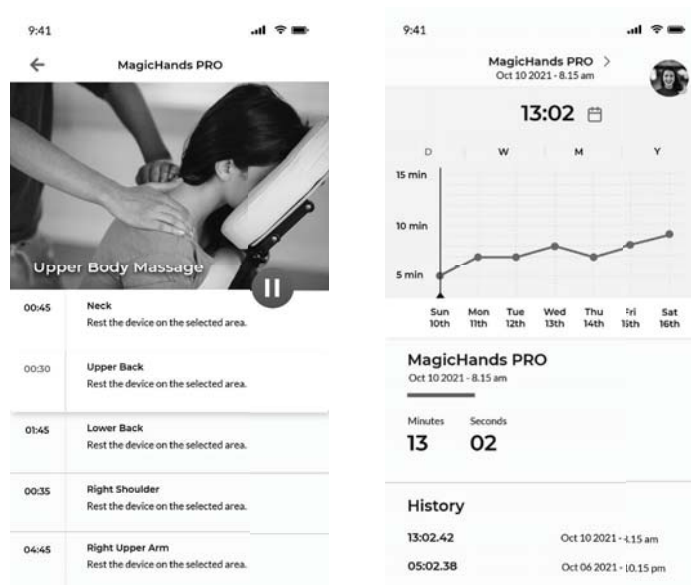 9:41
MagicHands PRO
Upper Body Massage
00:45
Neck
Rest the device on the selected area.
00:30
Upper Back
Rest the device on the selected area.
01:45
Lower Back
Rest the device on the selected area.
00:35
Right Shoulder
Rest the device on the selected area.
04:45
Right Upper Arm
Rest the device on the selected area.
9:41
MagicHands PRO >
Oct 10 2021 - 8.15 am
13:02
D W M Y
15 min
10 min
5 min
Sun Mon Tue Wed Thu Fri Sat
10th 11th 12th 13th 14th 15th 16th
MagicHands PRO
Oct 10 2021 - 8.15 am
Minutes Seconds
13 02
History
13:02.42 Oct 10 2021 - am
05:02.38 Oct 06 2021 - 10.15 pm